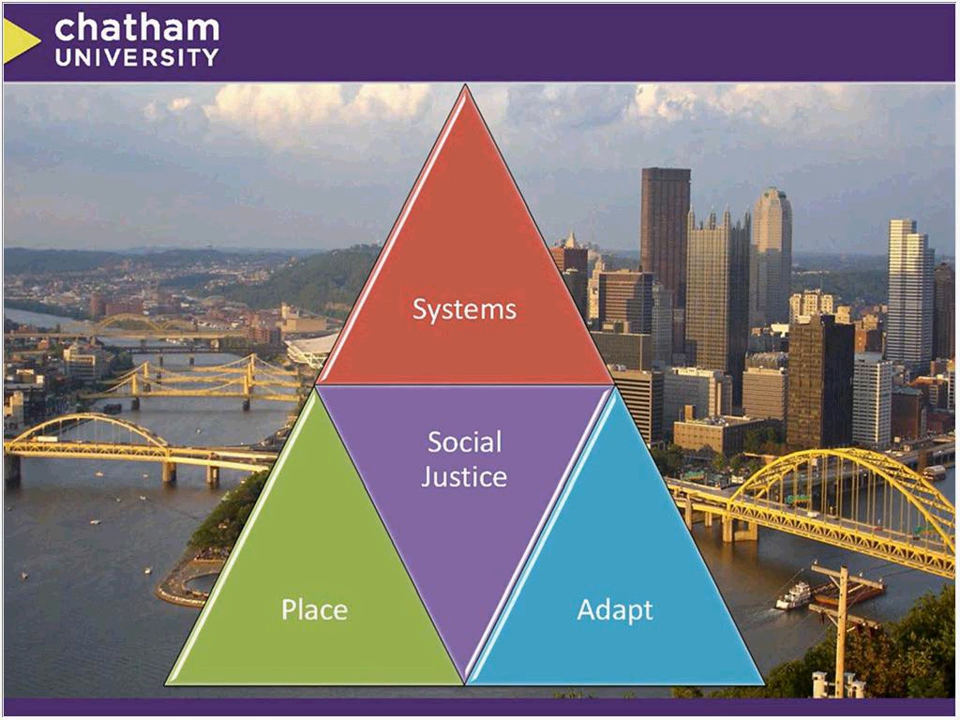 chatham
UNIVERSITY
Systems
Social
Justice
Place
Adapt